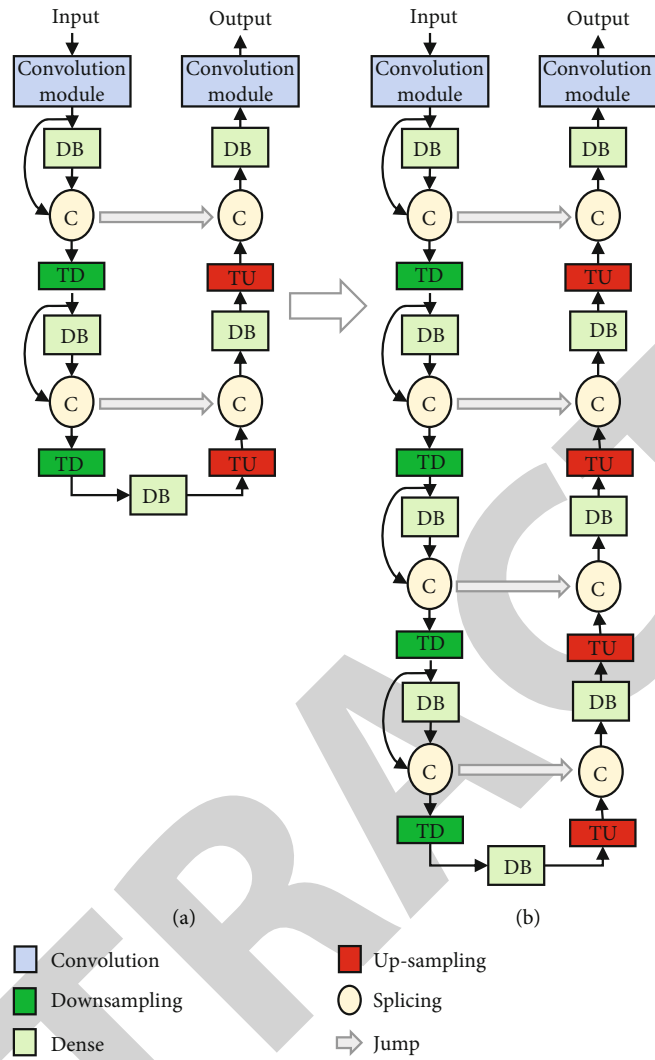 Input
Output
Input
Output
Convolution
module
Convolution
module
Convolution
module
Convolution
module
DB
DB
DB
DB
C
C
C
C
TD
TU
TD
TU
DB
DB
DB
DB
C
C
C
C
TD
TU
TD
TU
DB
DB
DB
C
C
TD
TU
DB
DB
C
C
TD
TU
DB
(a)
(b)
Convolution
Up-sampling
Downsampling
Splicing
Dense
Jump